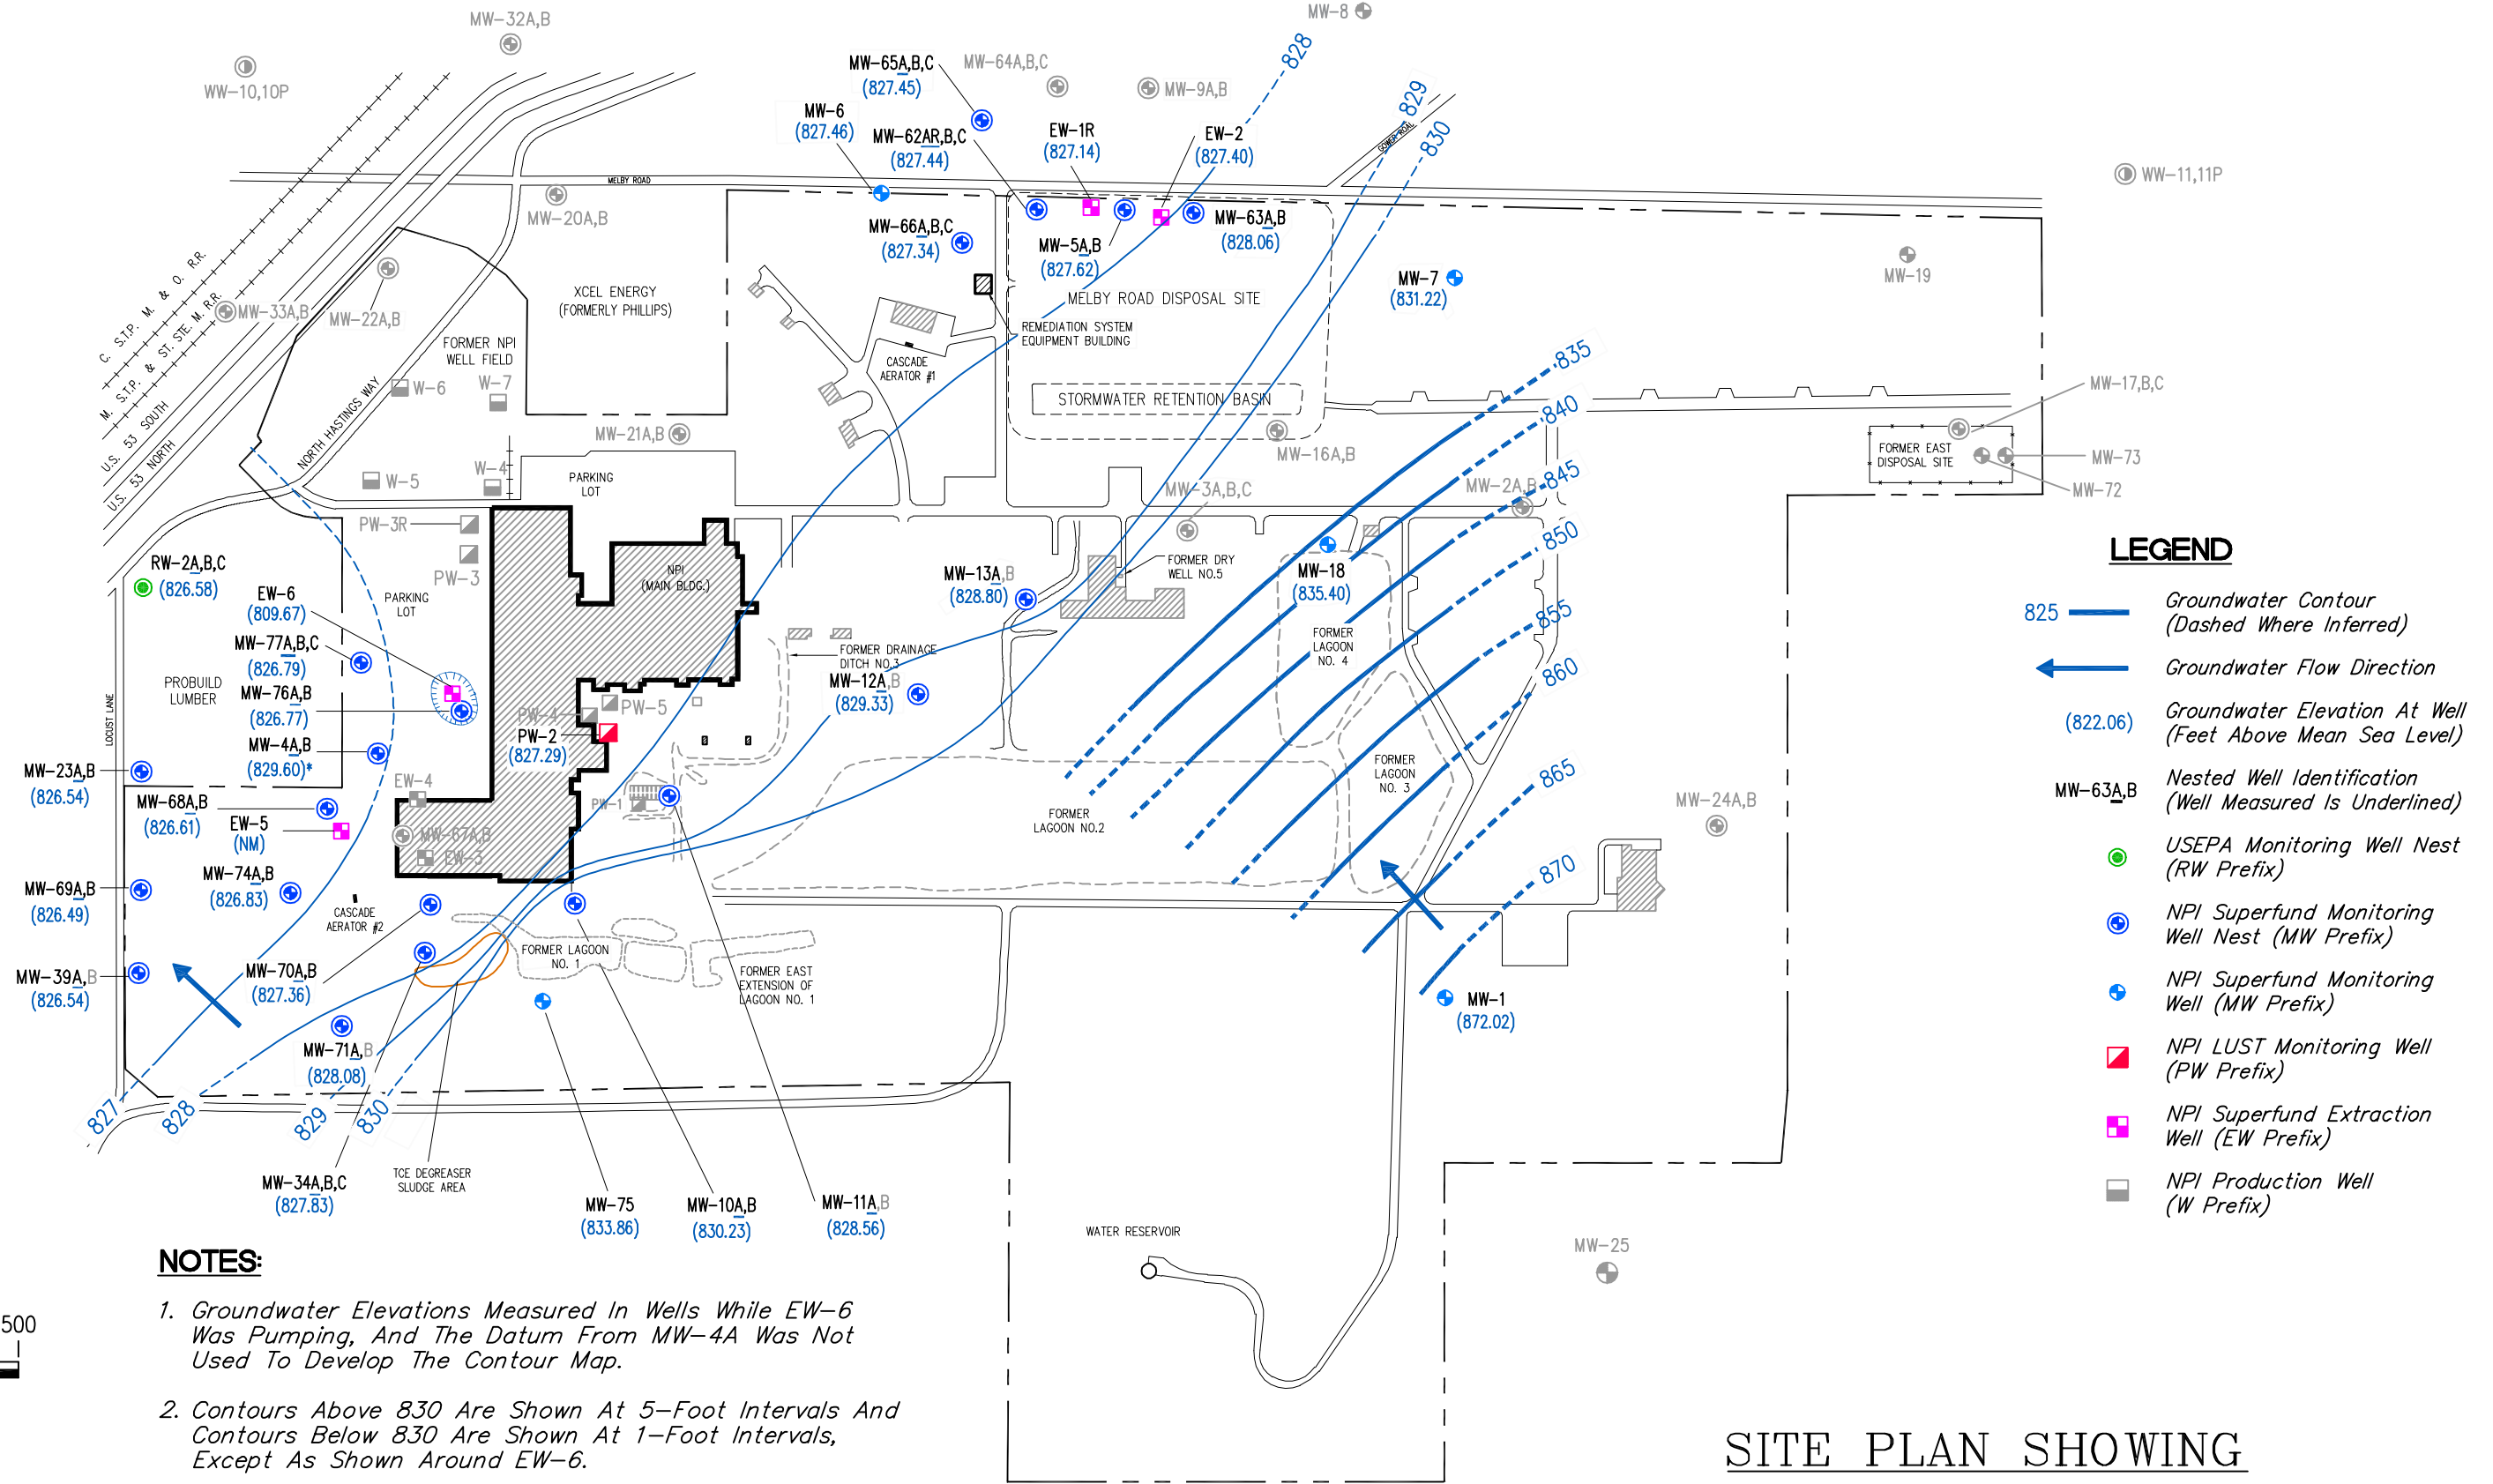 MW-32A,B
MW-8
WW-10,10P
MW-65A,B,C
(827.45)
MW-64A,B,C
MW-9A,B
828
829
830
MW-6
(827.46)
MW-62AR,B,C
(827.44)
EW-1R
(827.14)
EW-2
(827.40)
GOWER ROAD
WW-11,11P
MELBY ROAD
MW-20A,B
MW-66A,B,C
(827.34)
MW-5A,B
(827.62)
MW-63A,B
(828.06)
MW-19
MW-7
(831.22)
MW-22A,B
MW-33A,B
C. ST.P. M. & O. R.R.
M. ST.P. & ST. STE. M. R.R.
U.S. 53 SOUTH
U.S. 53 NORTH
NORTH HASTINGS WAY
XCEL ENERGY
(FORMERLY PHILLIPS)
MELBY ROAD DISPOSAL SITE
REMEDIATION SYSTEM
EQUIPMENT BUILDING
FORMER NPI
WELL FIELD
W-6
W-7
CASCADE
AERATOR #1
STORMWATER RETENTION BASIN
835
840
845
850
855
860
865
870
MW-17,B,C
MW-21A,B
MW-16A,B
FORMER EAST
DISPOSAL SITE
MW-73
MW-72
W-5
W-4
PARKING
LOT
MW-3A,B,C
MW-2A,B
PW-3R
PW-3
RW-2A,B,C
(826.58)
NPI
(MAIN BLDG.)
MW-13A,B
(828.80)
FORMER DRY
WELL NO.5
MW-18
(835.40)
EW-6
(809.67)
PARKING
LOT
MW-77A,B,C
(826.79)
FORMER
LAGOON
NO. 4
FORMER DRAINAGE
DITCH NO.3
MW-12A,B
(829.33)
PROBUILD
LUMBER
MW-76A,B
(826.77)
LOCUST LANE
PW-5
PW-4
PW-2
(827.29)
MW-4A,B
(829.60)*
MW-23A,B
(826.54)
EW-4
MW-68A,B
(826.61)
PW-1
FORMER
LAGOON
NO. 3
MW-24A,B
FORMER
LAGOON NO.2
EW-5
(NM)
MW-67A,B
EW-3
MW-74A,B
(826.83)
MW-69A,B
(826.49)
CASCADE
AERATOR #2
FORMER LAGOON
NO. 1
MW-39A,B
(826.54)
MW-70A,B
(827.36)
FORMER EAST
EXTENSION OF
LAGOON NO. 1
MW-1
(872.02)
MW-71A,B
(828.08)
827
828
829
830
MW-34A,B,C
(827.83)
TCE DEGREASER
SLUDGE AREA
MW-75
(833.86)
MW-10A,B
(830.23)
MW-11A,B
(828.56)
WATER RESERVOIR
MW-25
LEGEND
825
Groundwater Contour
(Dashed Where Inferred)
Groundwater Flow Direction
(822.06)
Groundwater Elevation At Well
(Feet Above Mean Sea Level)
MW-63A,B
Nested Well Identification
(Well Measured Is Underlined)
USEPA Monitoring Well Nest
(RW Prefix)
NPI Superfund Monitoring
Well Nest (MW Prefix)
NPI Superfund Monitoring
Well (MW Prefix)
NPI LUST Monitoring Well
(PW Prefix)
NPI Superfund Extraction
Well (EW Prefix)
NPI Production Well
(W Prefix)
NOTES:
1. Groundwater Elevations Measured In Wells While EW-6
Was Pumping, And The Datum From MW-4A Was Not
Used To Develop The Contour Map.
2. Contours Above 830 Are Shown At 5-Foot Intervals And
Contours Below 830 Are Shown At 1-Foot Intervals,
Except As Shown Around EW-6.
500
SITE PLAN SHOWING